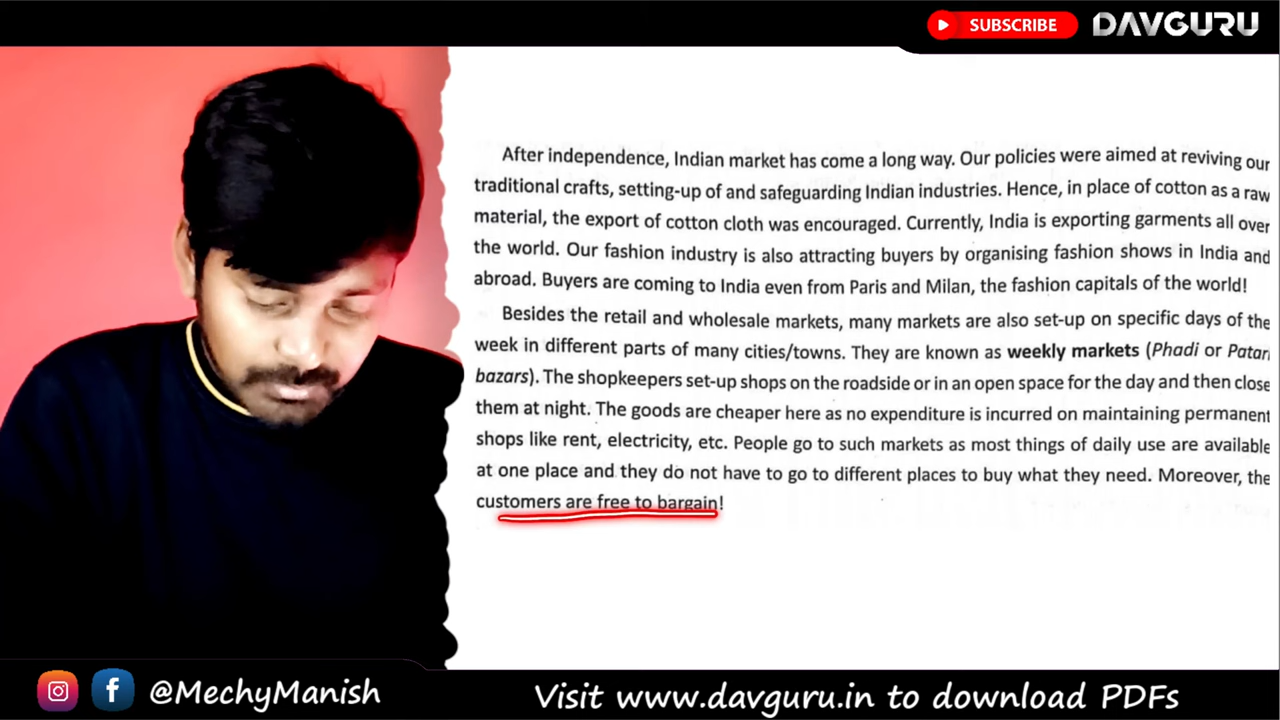 SUBSCRIBE DAVGURU
After independence, Indian market has come a long way. Our policies were aimed at reviving our
traditional crafts, setting-up of and safeguarding Indian industries. Hence, in place of cotton as a raw
material, the export of cotton cloth was encouraged. Currently, India is exporting garments all over
the world. Our fashion industry is also attracting buyers by organising fashion shows in India and
abroad. Buyers are coming to India even from Paris and Milan, the fashion capitals of the world!
Besides the retail and wholesale markets, many markets are also set-up on specific days of the
week in different parts of many cities/towns. They are known as weekly markets (Phadi or Patari
bazars). The shopkeepers set-up shops on the roadside or in an open space for the day and then close
them at night. The goods are cheaper here as no expenditure is incurred on maintaining permanent
shops like rent, electricity, etc. People go to such markets as most things of daily use are available
at one place and they do not have to go to different places to buy what they need. Moreover, the
customers are free to bargain!
@MechyManish Visit www.davguru.in to download PDFs